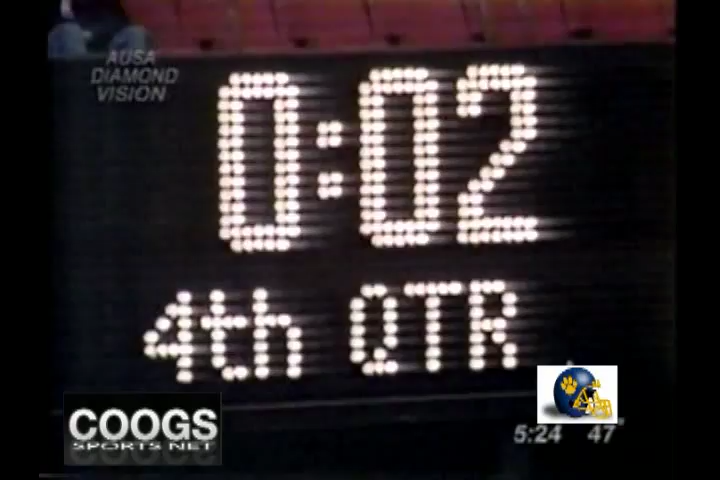 AUSA
DIAMOND
VISION
0:02
4th QTR
COOGS
SPORTS NET
5:24 47°